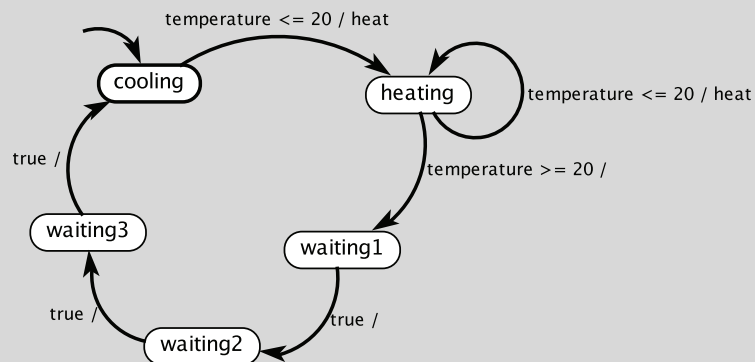 temperature <= 20 / heat
cooling
heating
temperature <= 20 / heat
true /
temperature >= 20 /
waiting3
waiting1
true /
true /
waiting2